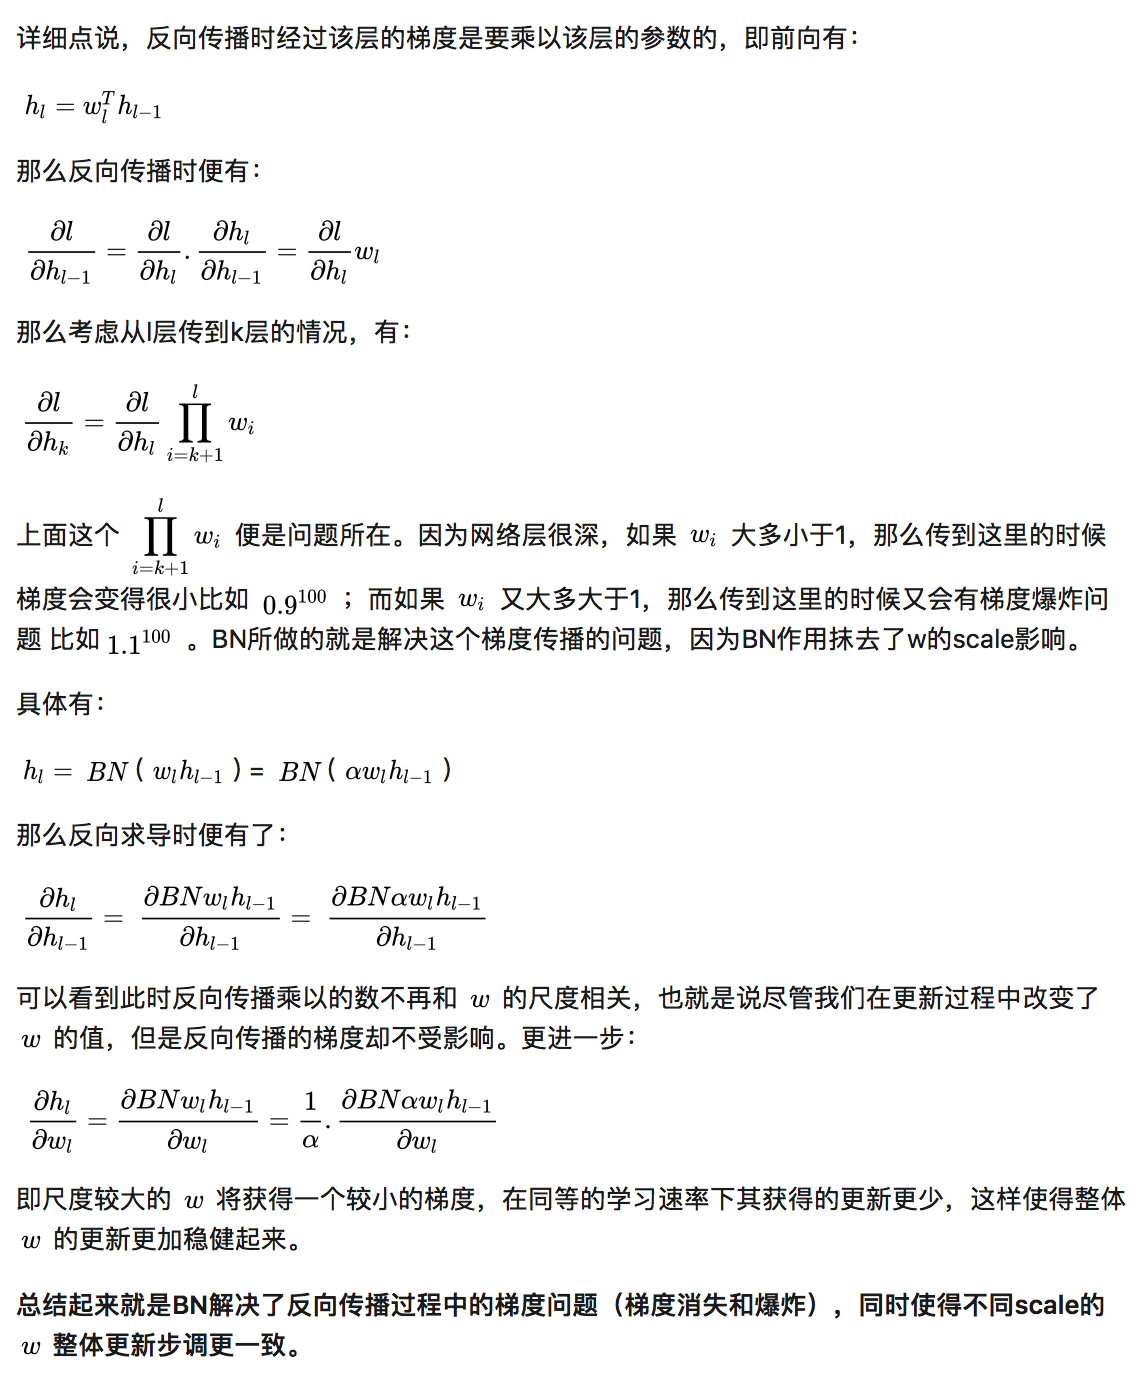 详细点说，反向传播时经过该层的梯度是要乘以该层的参数的，即前向有：
$h_l = w_l^T h_{l-1}$
那么反向传播时便有：
$\frac{\partial l}{\partial h_{l-1}} = \frac{\partial l}{\partial h_l} . \frac{\partial h_l}{\partial h_{l-1}} = \frac{\partial l}{\partial h_l} w_l$
那么考虑从l层传到k层的情况，有：
$\frac{\partial l}{\partial h_k} = \frac{\partial l}{\partial h_l} \prod_{i=k+1}^{l} w_i$
上面这个 $\prod_{i=k+1}^{l} w_i$ 便是问题所在。因为网络层很深，如果 $w_i$ 大多小于1，那么传到这里的时候
梯度会变得很小比如 $0.9^{100}$ ；而如果 $w_i$ 又大多大于1，那么传到这里的时候又会有梯度爆炸问
题 比如 $1.1^{100}$ 。BN所做的就是解决这个梯度传播的问题，因为BN作用抹去了w的scale影响。
具体有：
$h_l = BN$（$w_l h_{l-1}$）= $BN$（$\alpha w_l h_{l-1}$）
那么反向求导时便有了：
$\frac{\partial h_l}{\partial h_{l-1}} = \frac{\partial BN w_l h_{l-1}}{\partial h_{l-1}} = \frac{\partial BN \alpha w_l h_{l-1}}{\partial h_{l-1}}$
可以看到此时反向传播乘以的数不再和 $w$ 的尺度相关，也就是说尽管我们在更新过程中改变了
$w$ 的值，但是反向传播的梯度却不受影响。更进一步：
$\frac{\partial h_l}{\partial w_l} = \frac{\partial BN w_l h_{l-1}}{\partial w_l} = \frac{1}{\alpha} . \frac{\partial BN \alpha w_l h_{l-1}}{\partial w_l}$
即尺度较大的 $w$ 将获得一个较小的梯度，在同等的学习速率下其获得的更新更少，这样使得整体
$w$ 的更新更加稳健起来。
总结起来就是BN解决了反向传播过程中的梯度问题（梯度消失和爆炸），同时使得不同scale的
$w$ 整体更新步调更一致。